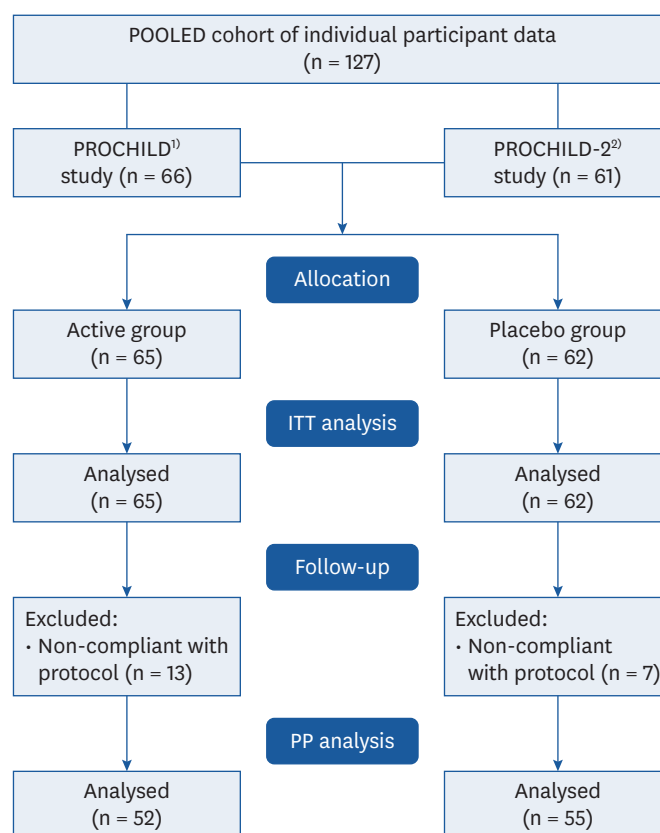 POOLED cohort of individual participant data
(n = 127)
PROCHILD¹⁾
study (n = 66)
PROCHILD-2²⁾
study (n = 61)
Allocation
Active group
(n = 65)
Placebo group
(n = 62)
ITT analysis
Analysed
(n = 65)
Analysed
(n = 62)
Follow-up
Excluded:
· Non-compliant with
protocol (n = 13)
Excluded:
· Non-compliant
with protocol (n = 7)
PP analysis
Analysed
(n = 52)
Analysed
(n = 55)